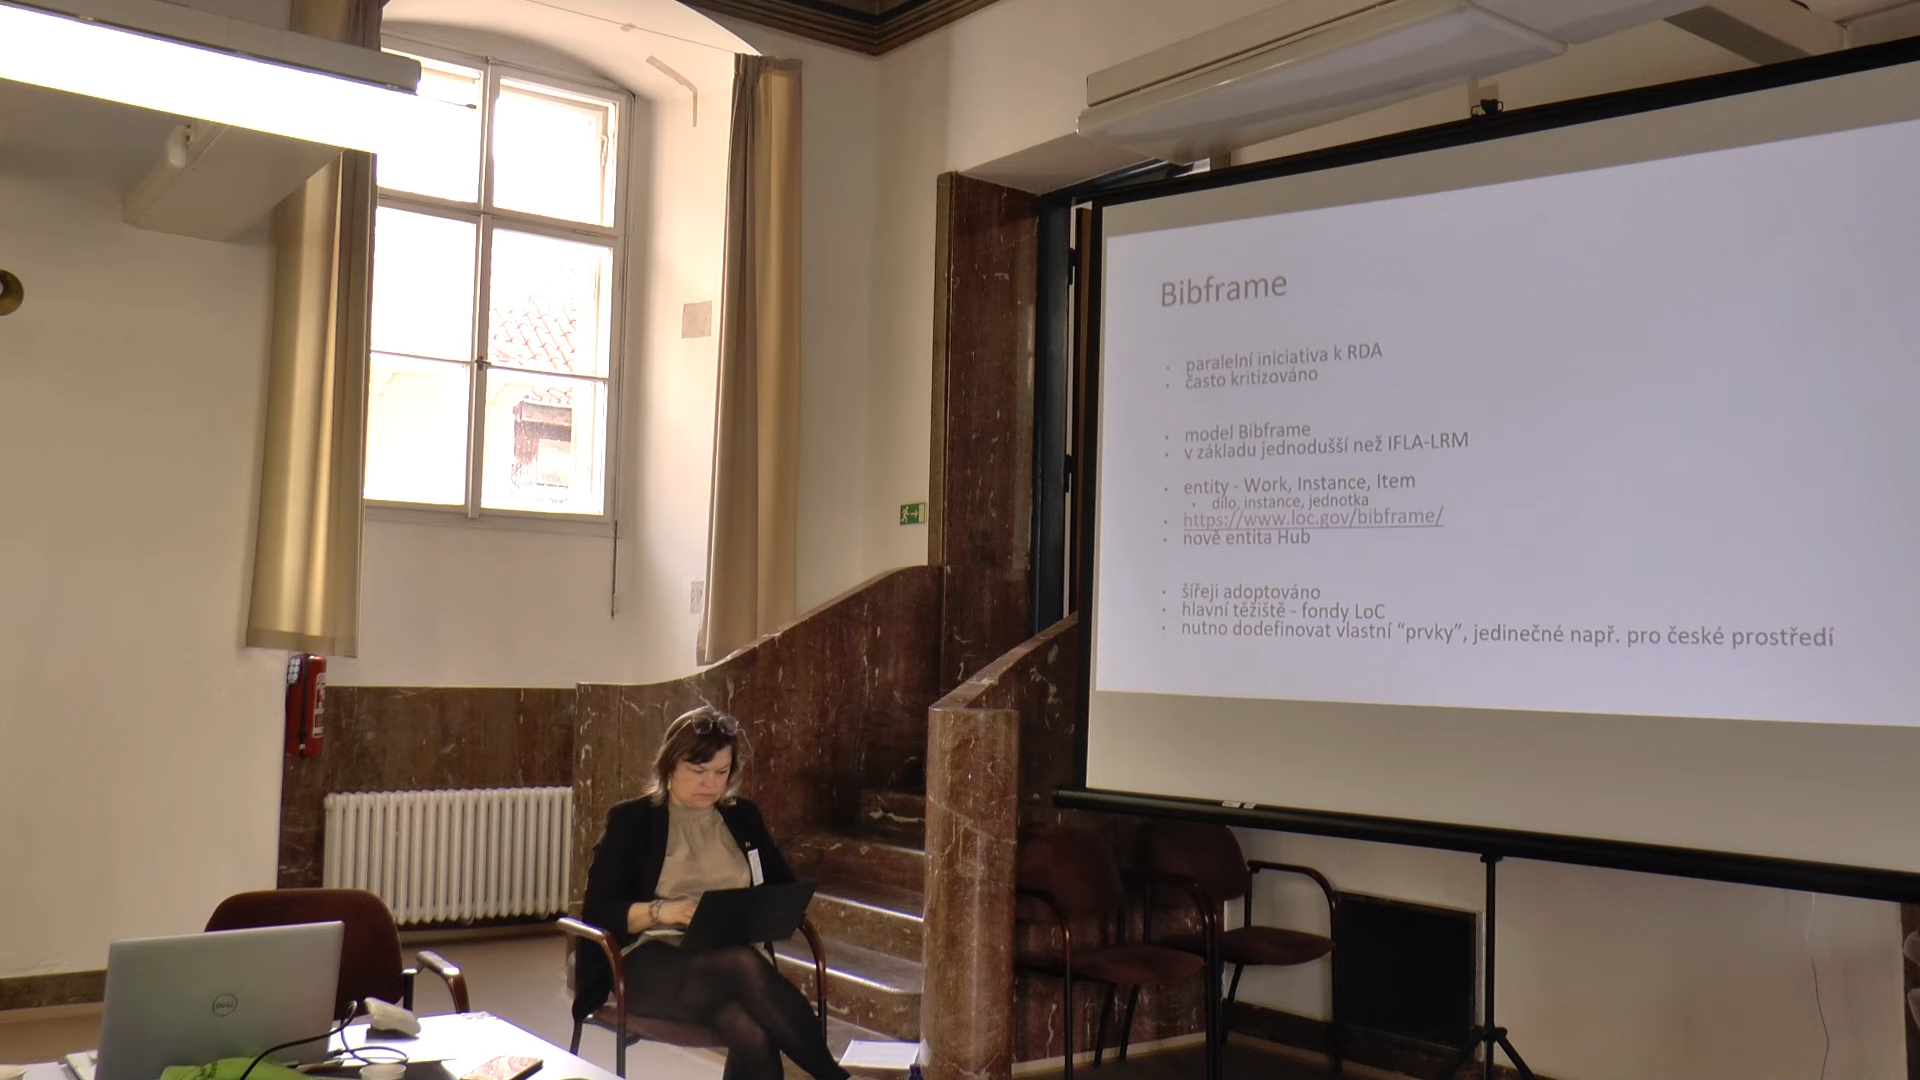 Bibframe
paralelní iniciativa k RDA
často kritizováno
model Bibframe
v základu jednodušší než IFLA-LRM
entity - Work, Instance, Item
dílo, instance, jednotka
https://www.loc.gov/bibframe/
nově entita Hub
šířeji adoptováno
hlavní těžiště - fondy LoC
nutno dodefinovat vlastní “prvky”, jedinečné např. pro české prostředí
DELL